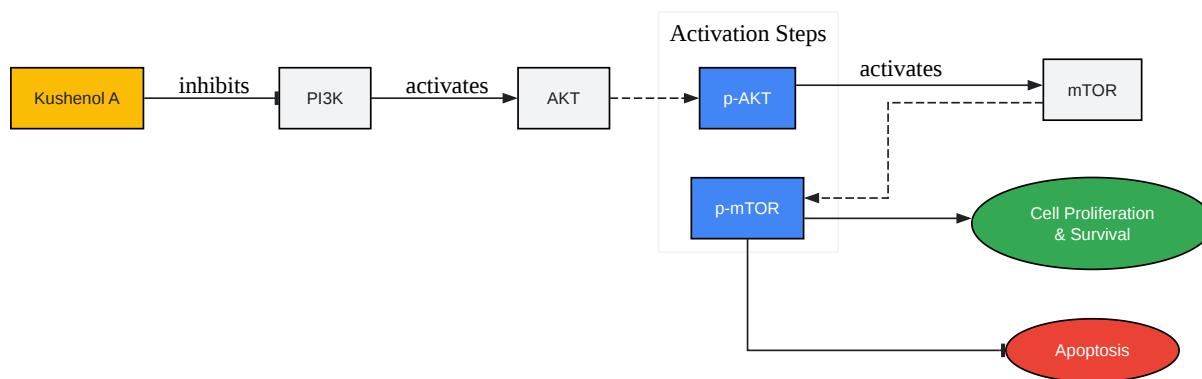 Activation Steps
Kushenol A
inhibits
PI3K
activates
AKT
p-AKT
activates
mTOR
p-mTOR
Cell Proliferation
& Survival
Apoptosis